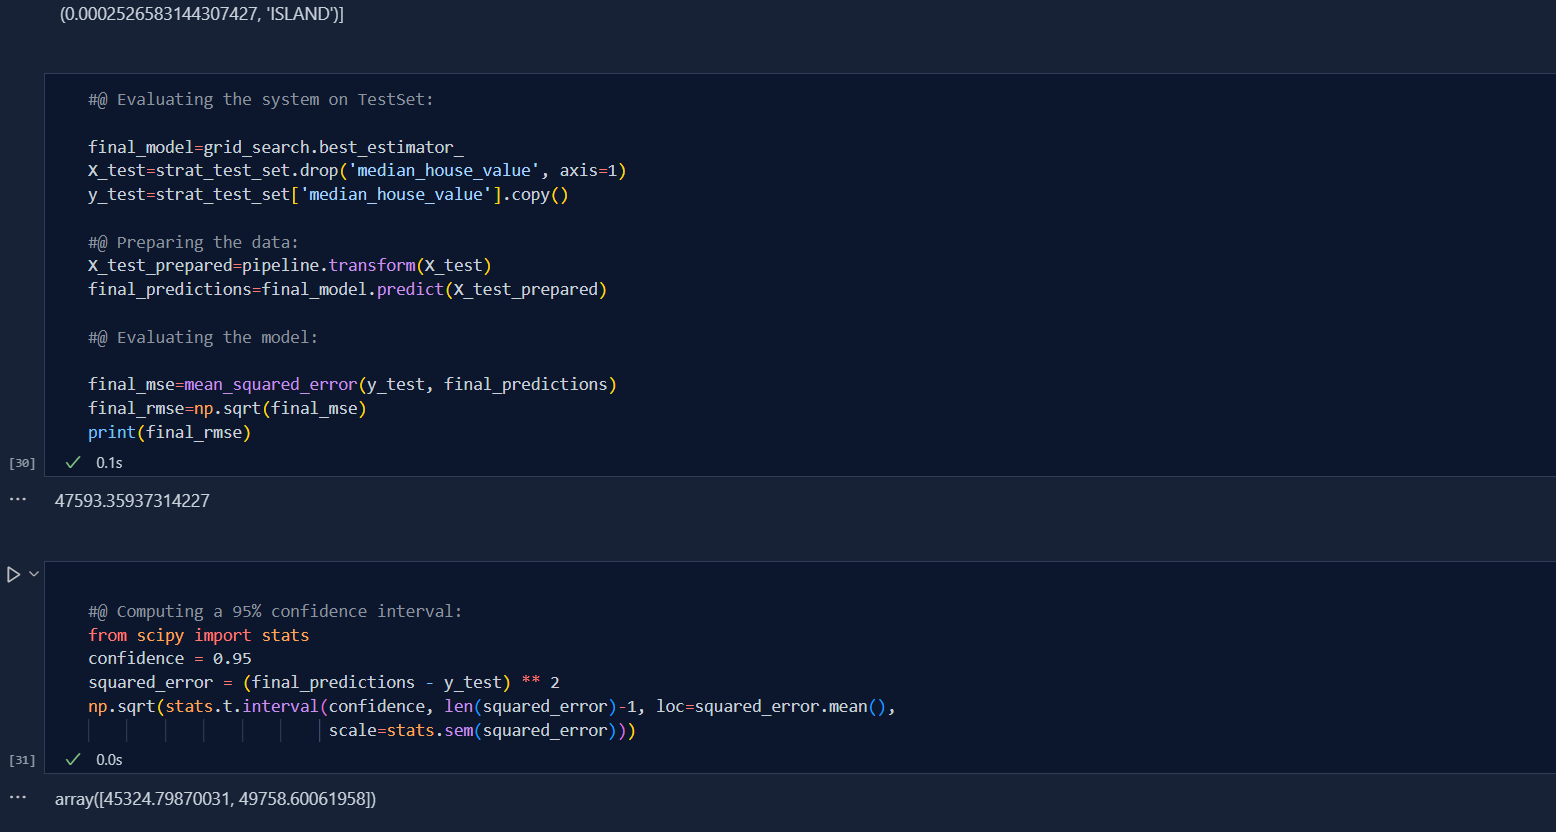 (0.0002526583144307427, 'ISLAND')]
#@ Evaluating the system on TestSet:
final_model=grid_search.best_estimator_
X_test=strat_test_set.drop('median_house_value', axis=1)
y_test=strat_test_set['median_house_value'].copy()
#@ Preparing the data:
X_test_prepared=pipeline.transform(X_test)
final_predictions=final_model.predict(X_test_prepared)
#@ Evaluating the model:
final_mse=mean_squared_error(y_test, final_predictions)
final_rmse=np.sqrt(final_mse)
print(final_rmse)
[30] ✓ 0.1s
... 47593.35937314227
#@ Computing a 95% confidence interval:
from scipy import stats
confidence = 0.95
squared_error = (final_predictions - y_test) ** 2
np.sqrt(stats.t.interval(confidence, len(squared_error)-1, loc=squared_error.mean(),
scale=stats.sem(squared_error)))
[31] ✓ 0.0s
... array([45324.79870031, 49758.60061958])